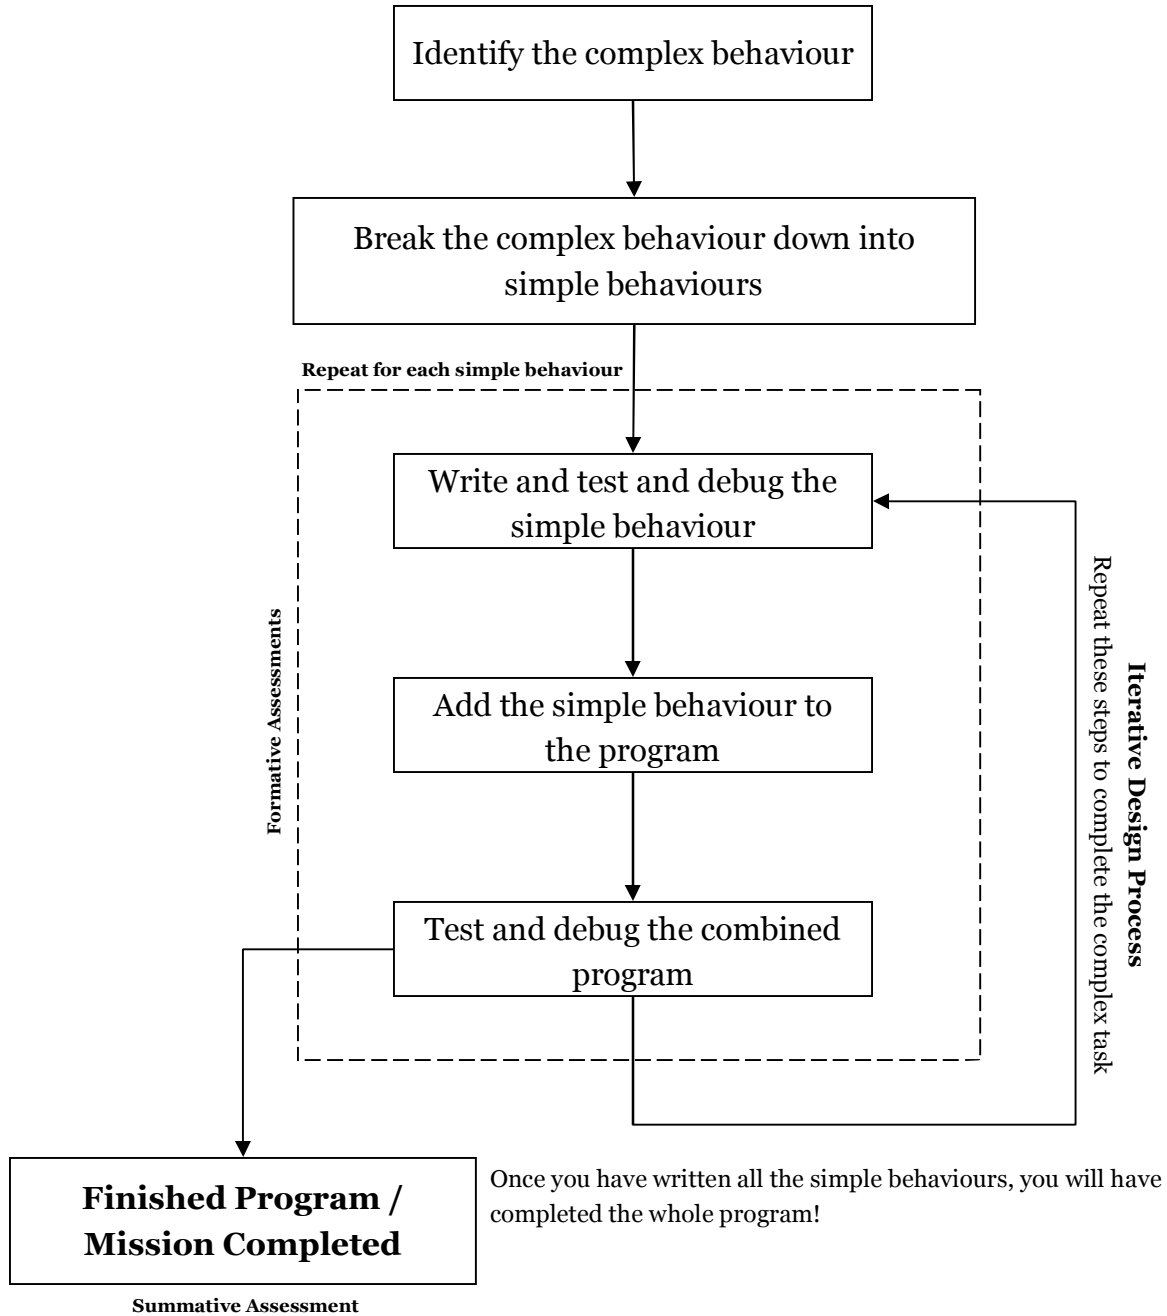 Identify the complex behaviour
Break the complex behaviour down into
simple behaviours
Repeat for each simple behaviour
Write and test and debug the
simple behaviour
Add the simple behaviour to
the program
Test and debug the combined
program
Formative Assessments
Iterative Design Process
Repeat these steps to complete the complex task
Finished Program /
Mission Completed
Once you have written all the simple behaviours, you will have
completed the whole program!
Summative Assessment